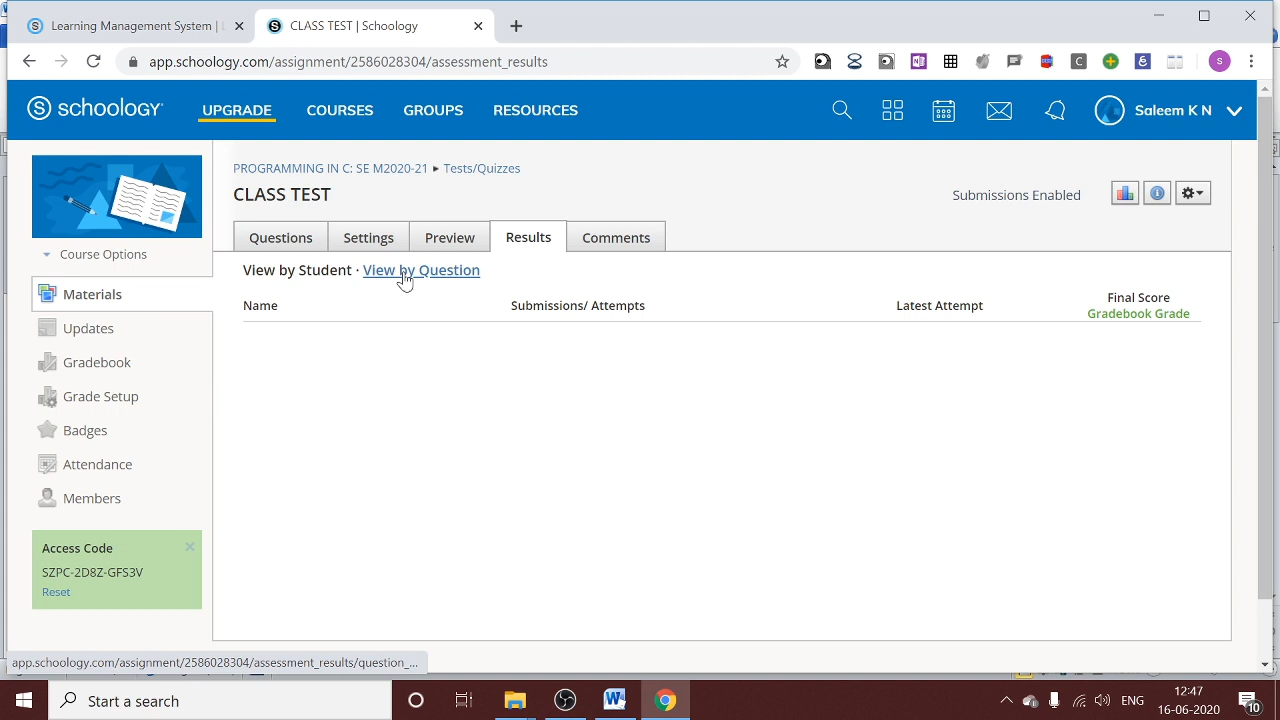 Learning Management System |
CLASS TEST | Schoology
app.schoology.com/assignment/2586028304/assessment_results
S
S schoology
UPGRADE
COURSES
GROUPS
RESOURCES
Saleem K N
PROGRAMMING IN C: SE M2020-21 ▸ Tests/Quizzes
CLASS TEST
Submissions Enabled
Questions
Settings
Preview
Results
Comments
Course Options
View by Student · View by Question
Materials
Name
Submissions/ Attempts
Latest Attempt
Final Score
Gradebook Grade
Updates
Gradebook
Grade Setup
Badges
Attendance
Members
Access Code
SZPC-2D8Z-GFS3V
Reset
app.schoology.com/assignment/2586028304/assessment_results/question_...
Start a search
ENG
12:47
16-06-2020
10